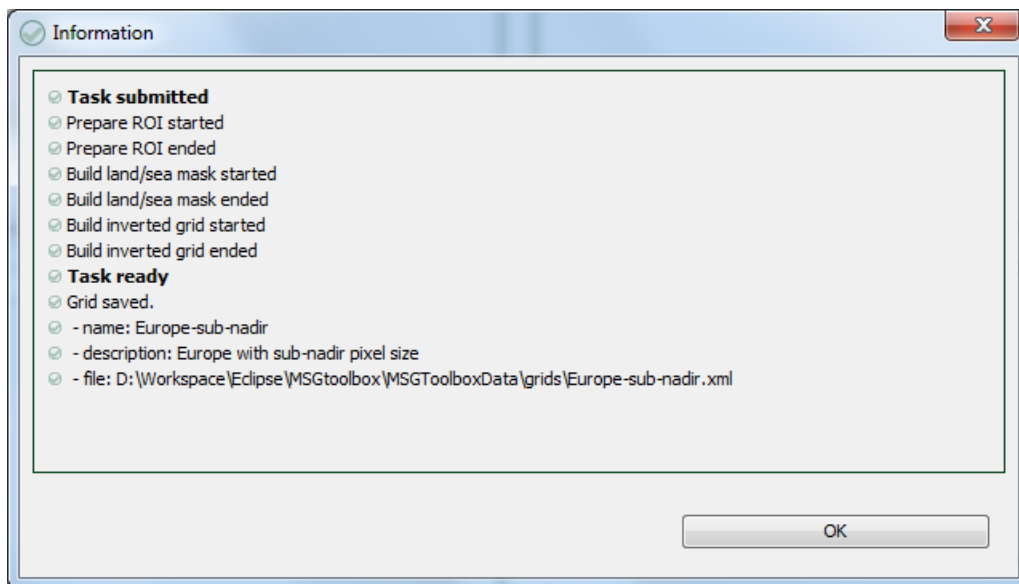 Information
Task submitted
Prepare ROI started
Prepare ROI ended
Build land/sea mask started
Build land/sea mask ended
Build inverted grid started
Build inverted grid ended
Task ready
Grid saved.
- name: Europe-sub-nadir
- description: Europe with sub-nadir pixel size
- file: D:\Workspace\Eclipse\MSGtoolbox\MSGToolboxData\grids\Europe-sub-nadir.xml
OK